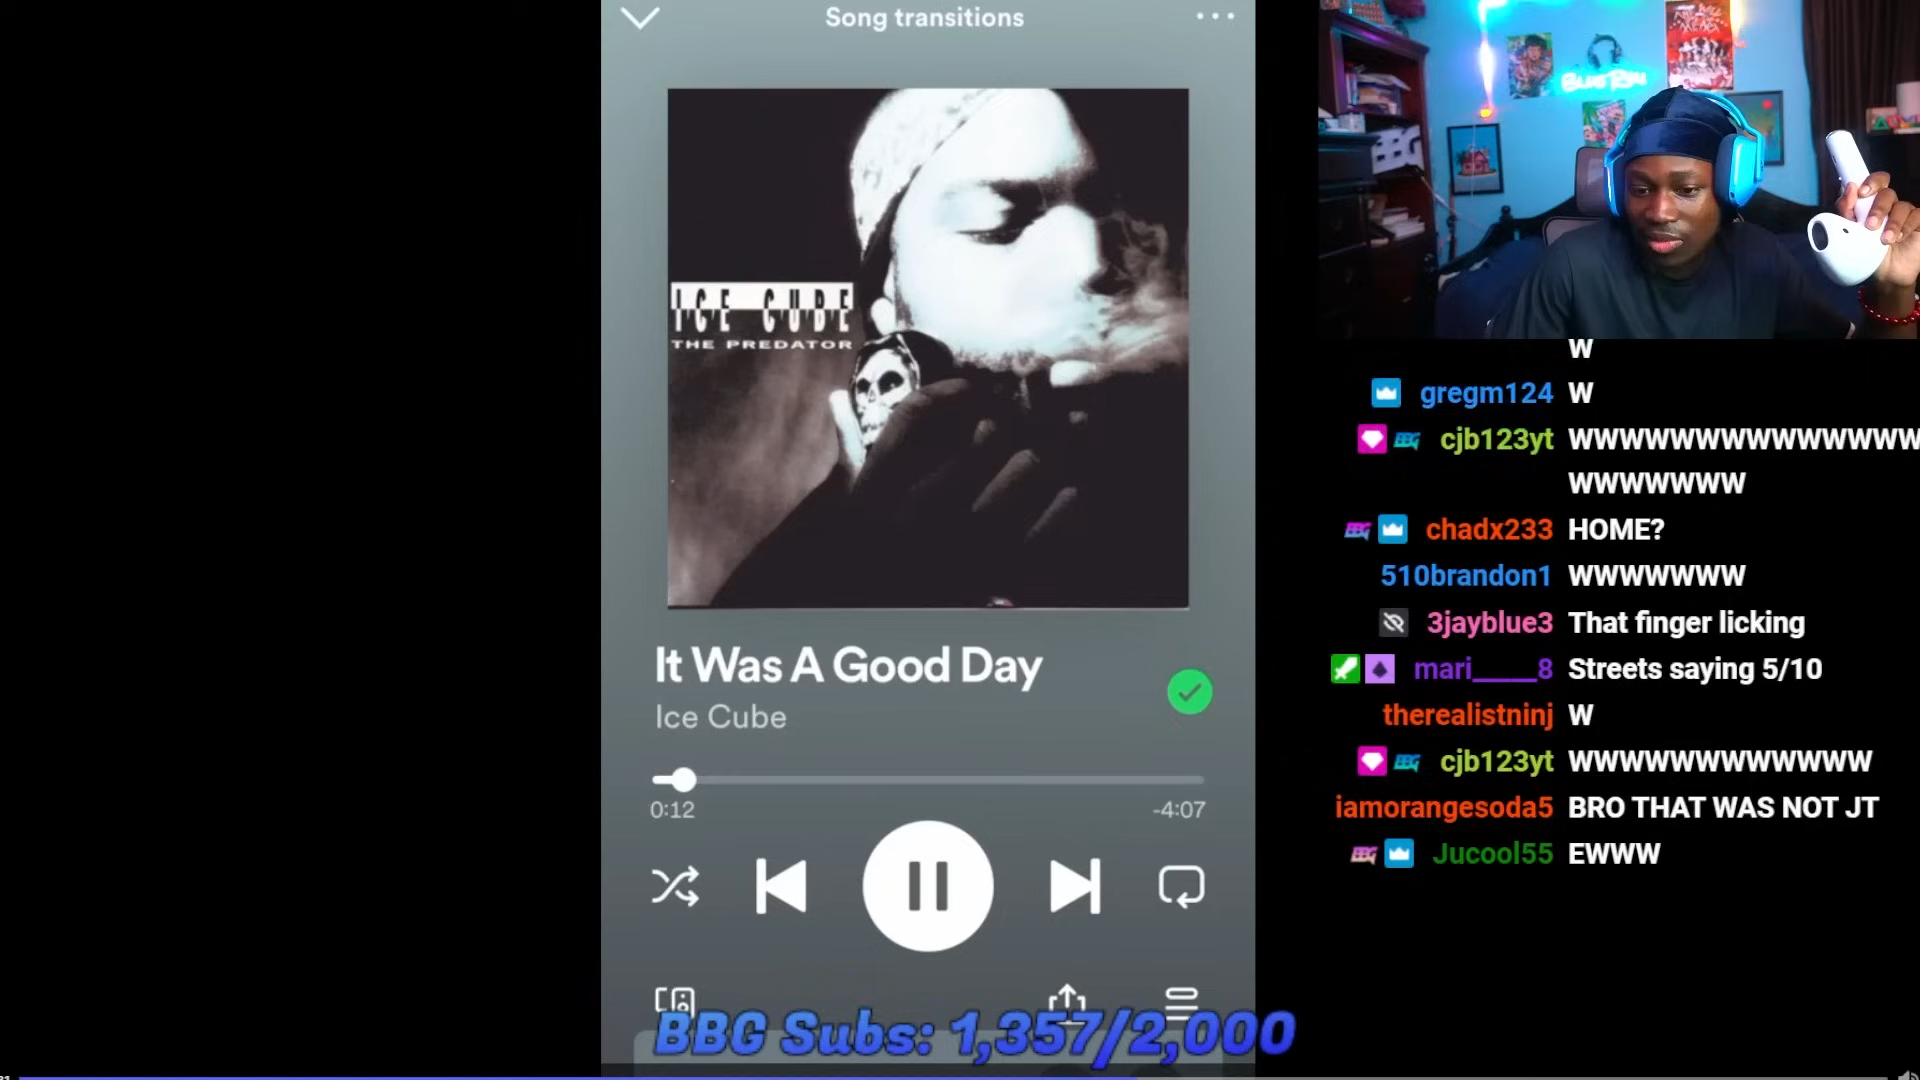 Song transitions
ICE CUBE
THE PREDATOR
It Was A Good Day
Ice Cube
0:12
-4:07
BBG Subs: 1,357/2,000
W
gregm124 W
cjb123yt WWWWWWWWWWWWWW
WWWWWWW
chadx233 HOME?
510brandon1 WWWWWWW
3jayblue3 That finger licking
mari_____8 Streets saying 5/10
therealistninj W
cjb123yt WWWWWWWWWWWW
iamorangesoda5 BRO THAT WAS NOT JT
Jucool55 EWWW